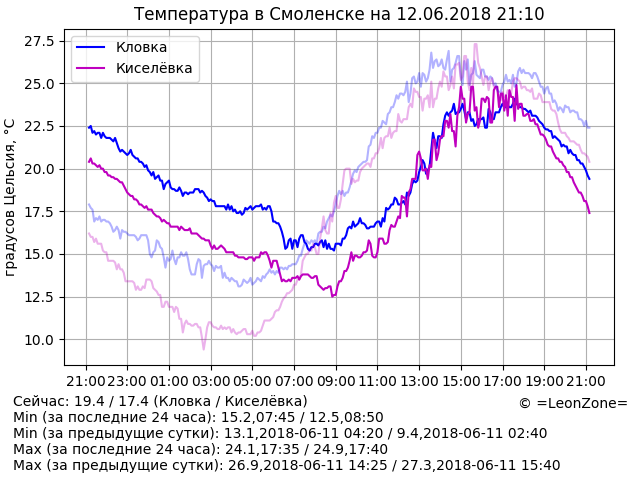 Температура в Смоленске на 12.06.2018 21:10
градусов Цельсия, °C
27.5
25.0
22.5
20.0
17.5
15.0
12.5
10.0
Кловка
Киселёвка
21:00 23:00 01:00 03:00 05:00 07:00 09:00 11:00 13:00 15:00 17:00 19:00 21:00
Сейчас: 19.4 / 17.4 (Кловка / Киселёвка)
© =LeonZone=
Min (за последние 24 часа): 15.2,07:45 / 12.5,08:50
Min (за предыдущие сутки): 13.1,2018-06-11 04:20 / 9.4,2018-06-11 02:40
Max (за последние 24 часа): 24.1,17:35 / 24.9,17:40
Max (за предыдущие сутки): 26.9,2018-06-11 14:25 / 27.3,2018-06-11 15:40